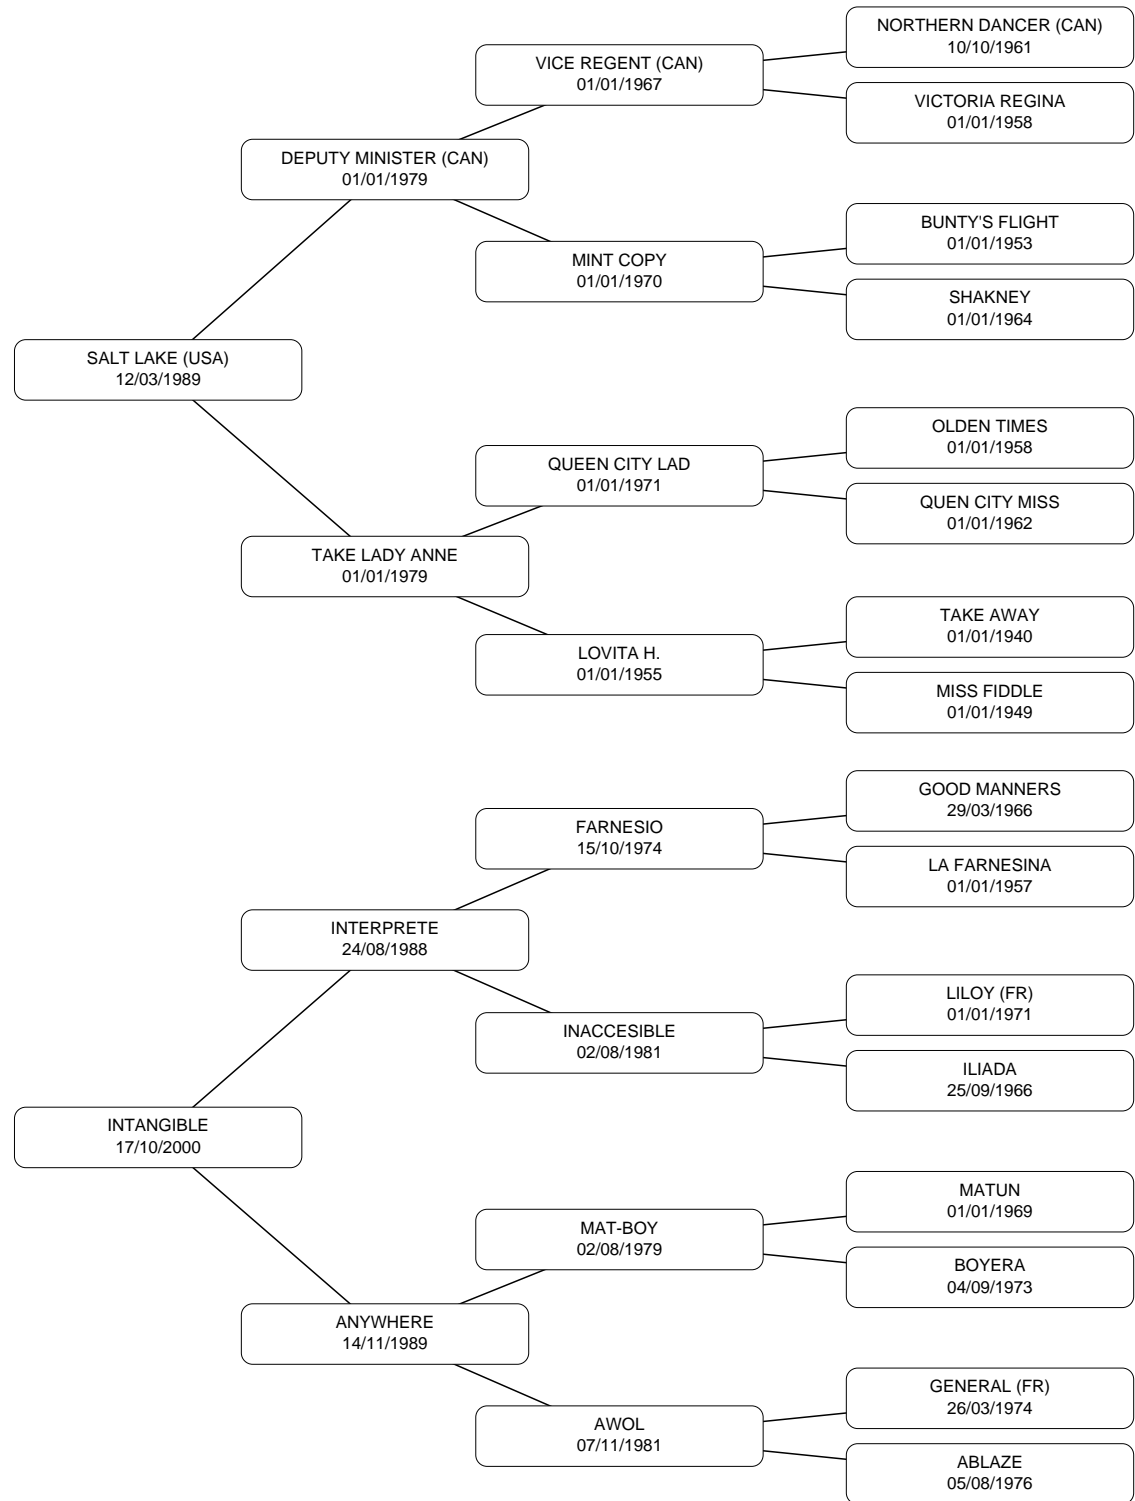 NORTHERN DANCER (CAN)
10/10/1961
VICE REGENT (CAN)
01/01/1967
VICTORIA REGINA
01/01/1958
DEPUTY MINISTER (CAN)
01/01/1979
BUNTY'S FLIGHT
01/01/1953
MINT COPY
01/01/1970
SHAKNEY
01/01/1964
SALT LAKE (USA)
12/03/1989
OLDEN TIMES
01/01/1958
QUEEN CITY LAD
01/01/1971
QUEN CITY MISS
01/01/1962
TAKE LADY ANNE
01/01/1979
TAKE AWAY
01/01/1940
LOVITA H.
01/01/1955
MISS FIDDLE
01/01/1949
GOOD MANNERS
29/03/1966
FARNESIO
15/10/1974
LA FARNESINA
01/01/1957
INTERPRETE
24/08/1988
LILOY (FR)
01/01/1971
INACCESIBLE
02/08/1981
ILIADA
25/09/1966
INTANGIBLE
17/10/2000
MATUN
01/01/1969
MAT-BOY
02/08/1979
BOYERA
04/09/1973
ANYWHERE
14/11/1989
GENERAL (FR)
26/03/1974
AWOL
07/11/1981
ABLAZE
05/08/1976